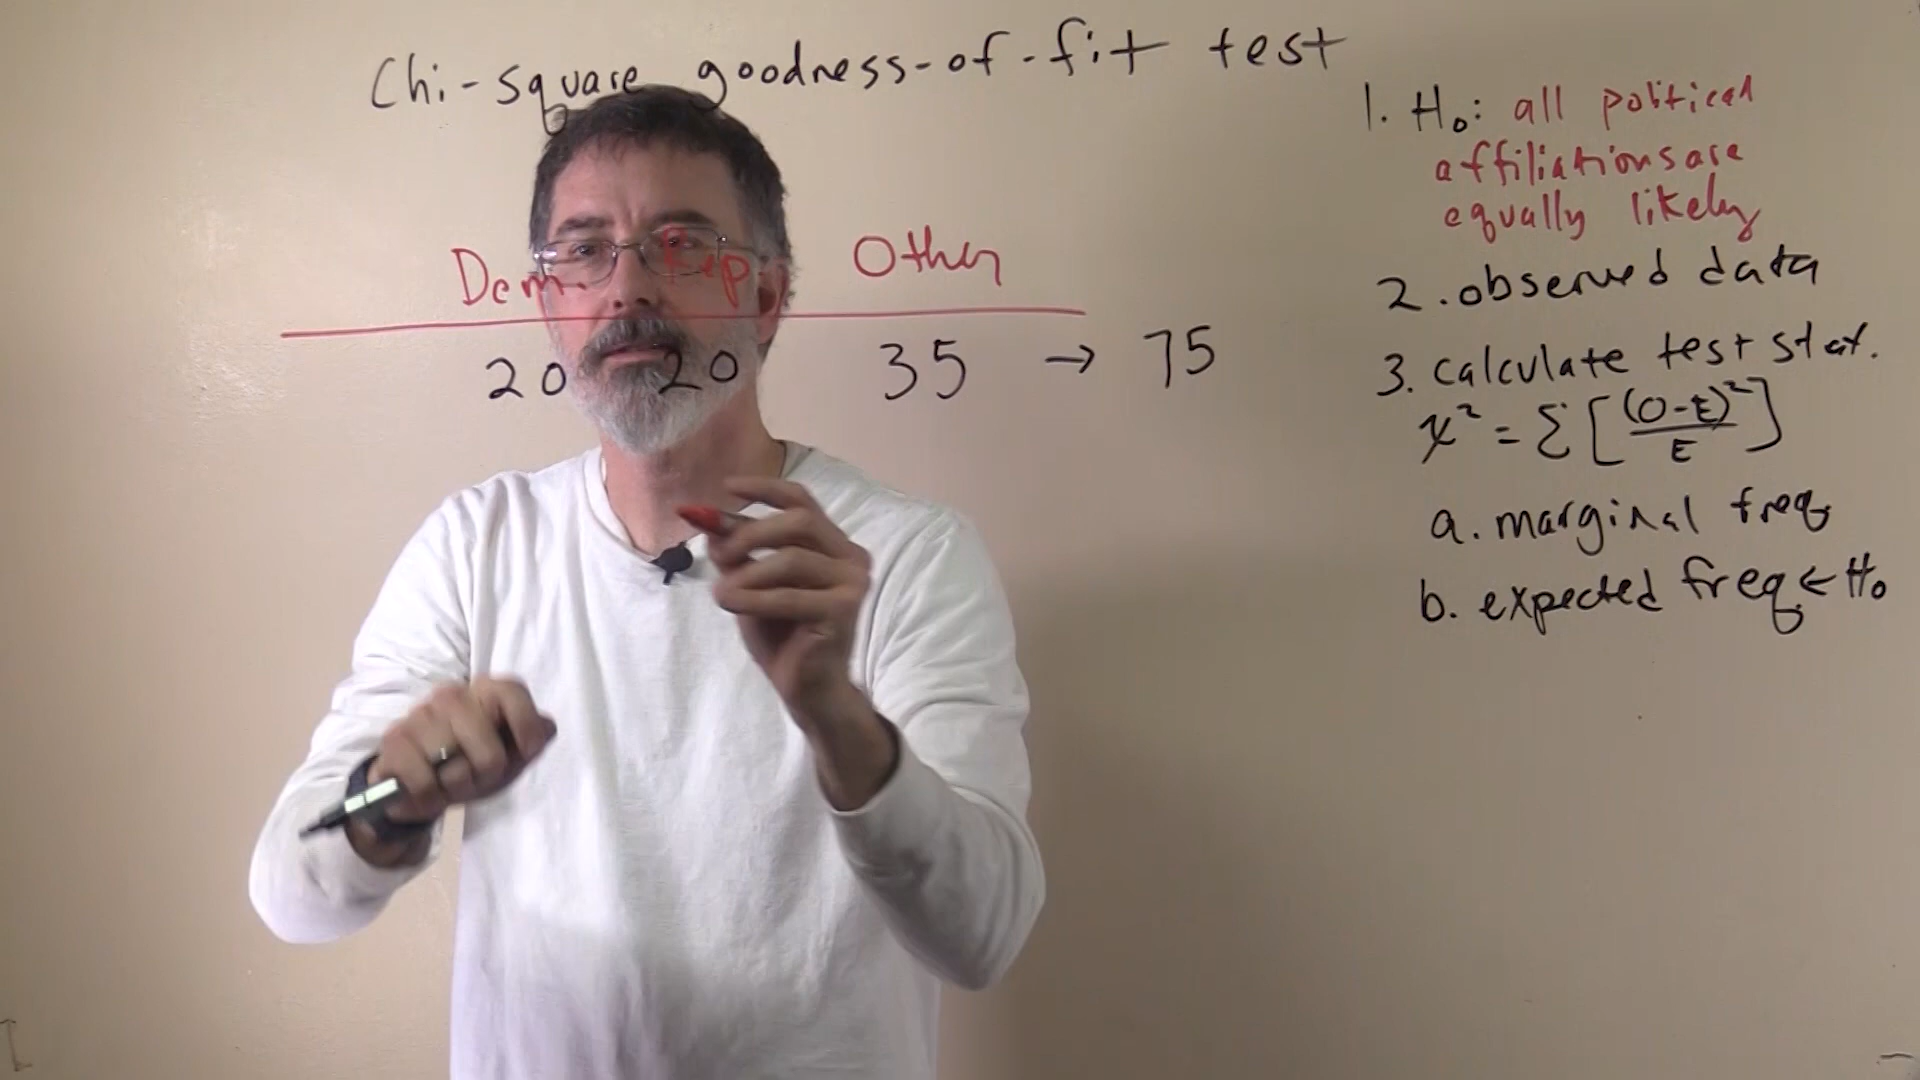 Chi-square goodness-of-fit test
Dem. Rep. Other
20 20 35 → 75
1. H₀: all political
affiliations are
equally likely
2. observed data
3. calculate test stat.
χ² = Σ [(O-E)²/E]
a. marginal freq
b. expected freq ← H₀